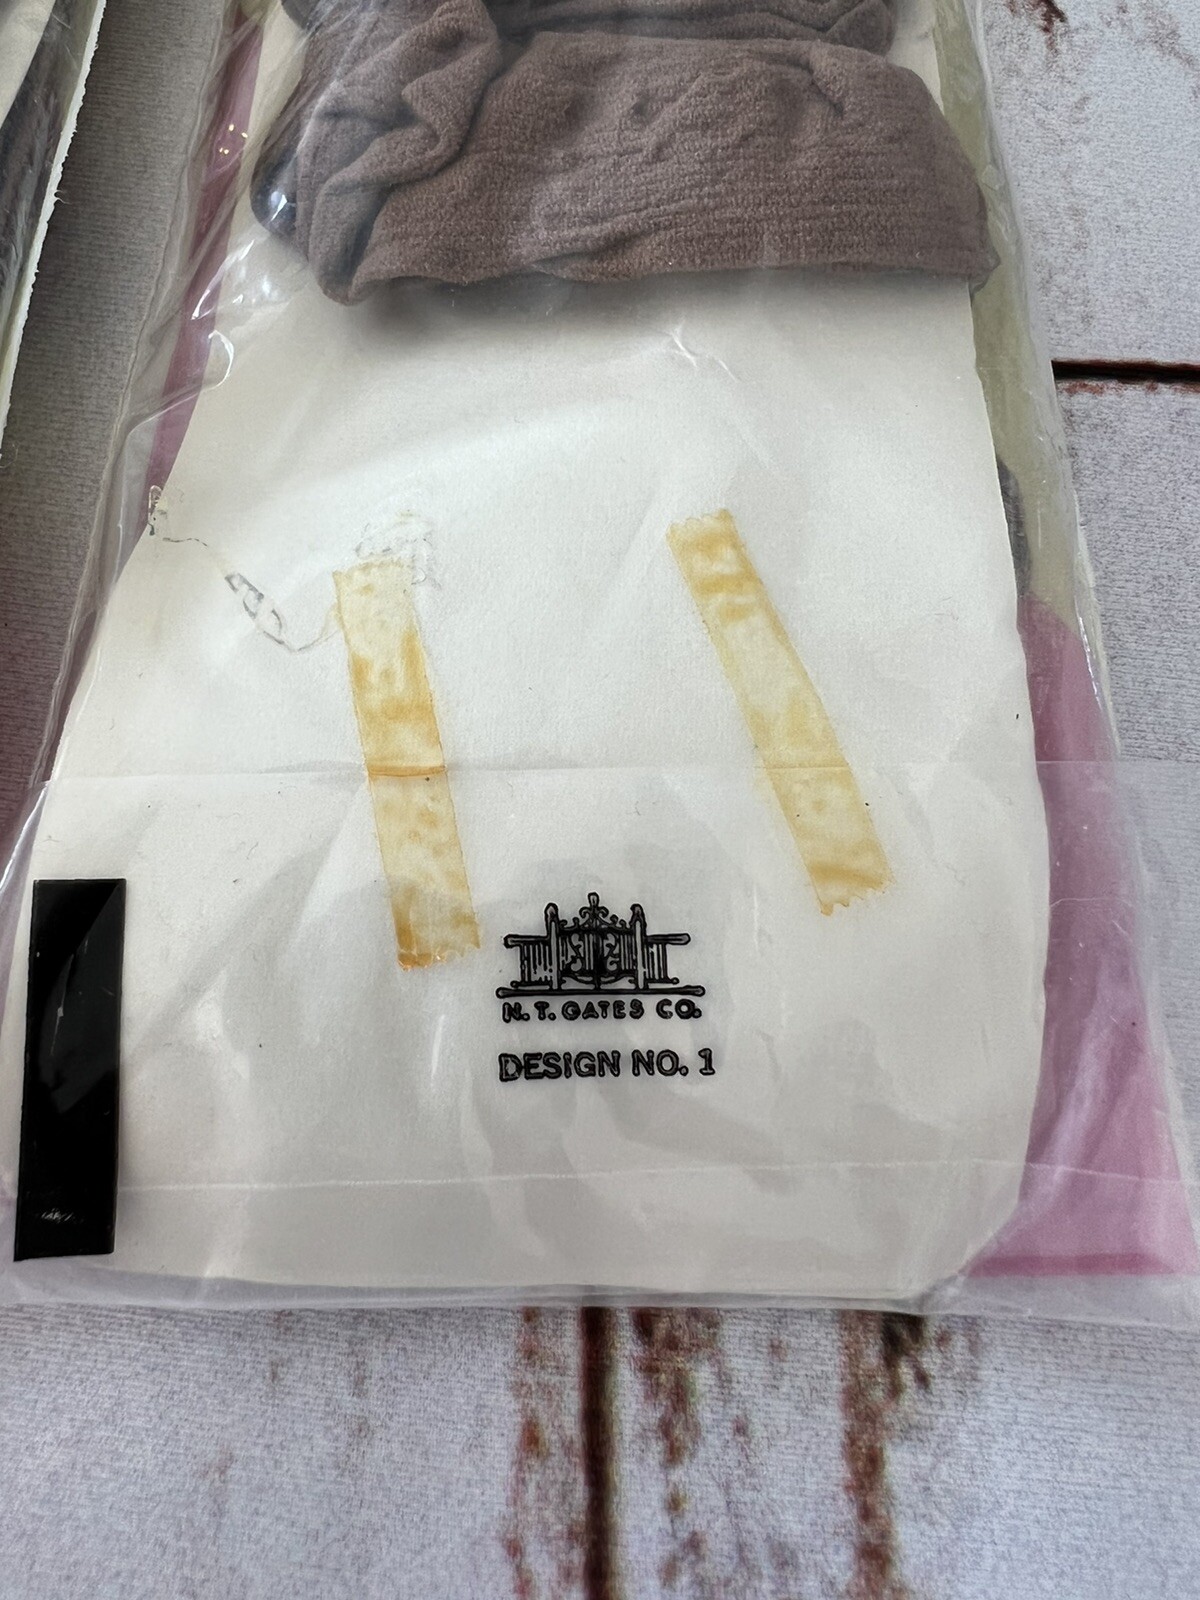 N. T. GATES CO.
DESIGN NO. 1